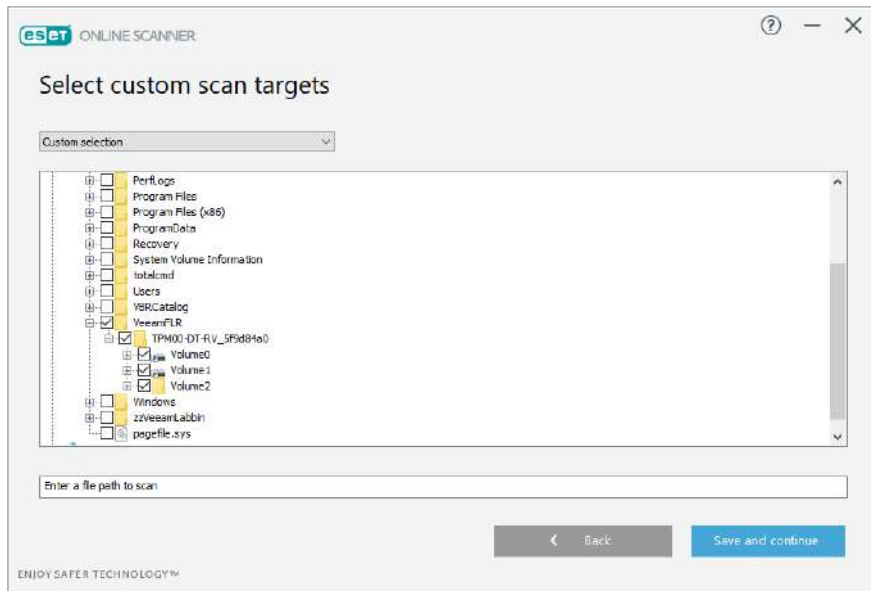 eseT ONLINE SCANNER
Select custom scan targets
Custom selection
PerfLogs
Program Files
Program Files (x86)
ProgramData
Recovery
System Volume Information
totalcmd
Users
VBRCatalog
VeeamFLR
TPM00-DT-RV_5f9d84a0
Volume0
Volume1
Volume2
Windows
zzVeeamLabbin
pagefile.sys
Enter a file path to scan
Back
Save and continue
ENJOY SAFER TECHNOLOGY™